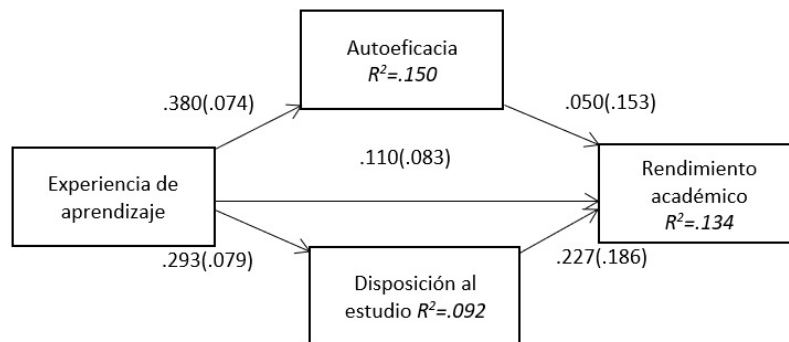 Autoeficacia
R²=.150
.380(.074)
.050(.153)
.110(.083)
Experiencia de
aprendizaje
Rendimiento
académico
R²=.134
.293(.079)
.227(.186)
Disposición al
estudio R²=.092